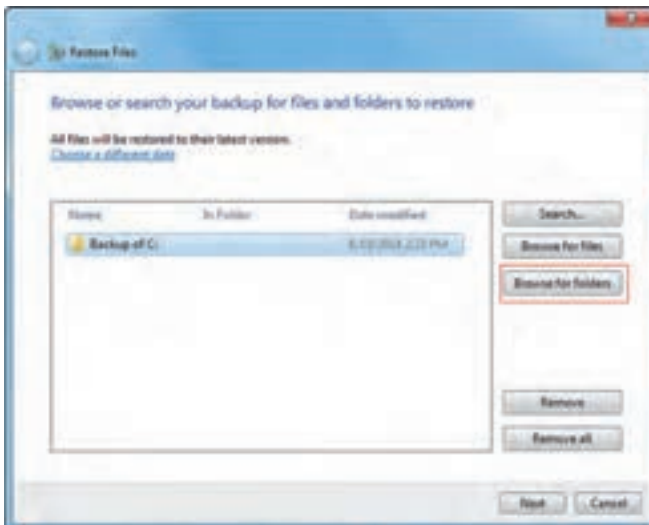 Restore Files
Browse or search your backup for files and folders to restore
All files will be restored to their latest version.
Choose a different date
Name In Folder Date modified
Backup of C:
PM
Search...
Browse for files
Browse for folders
Remove
Remove all
Next Cancel